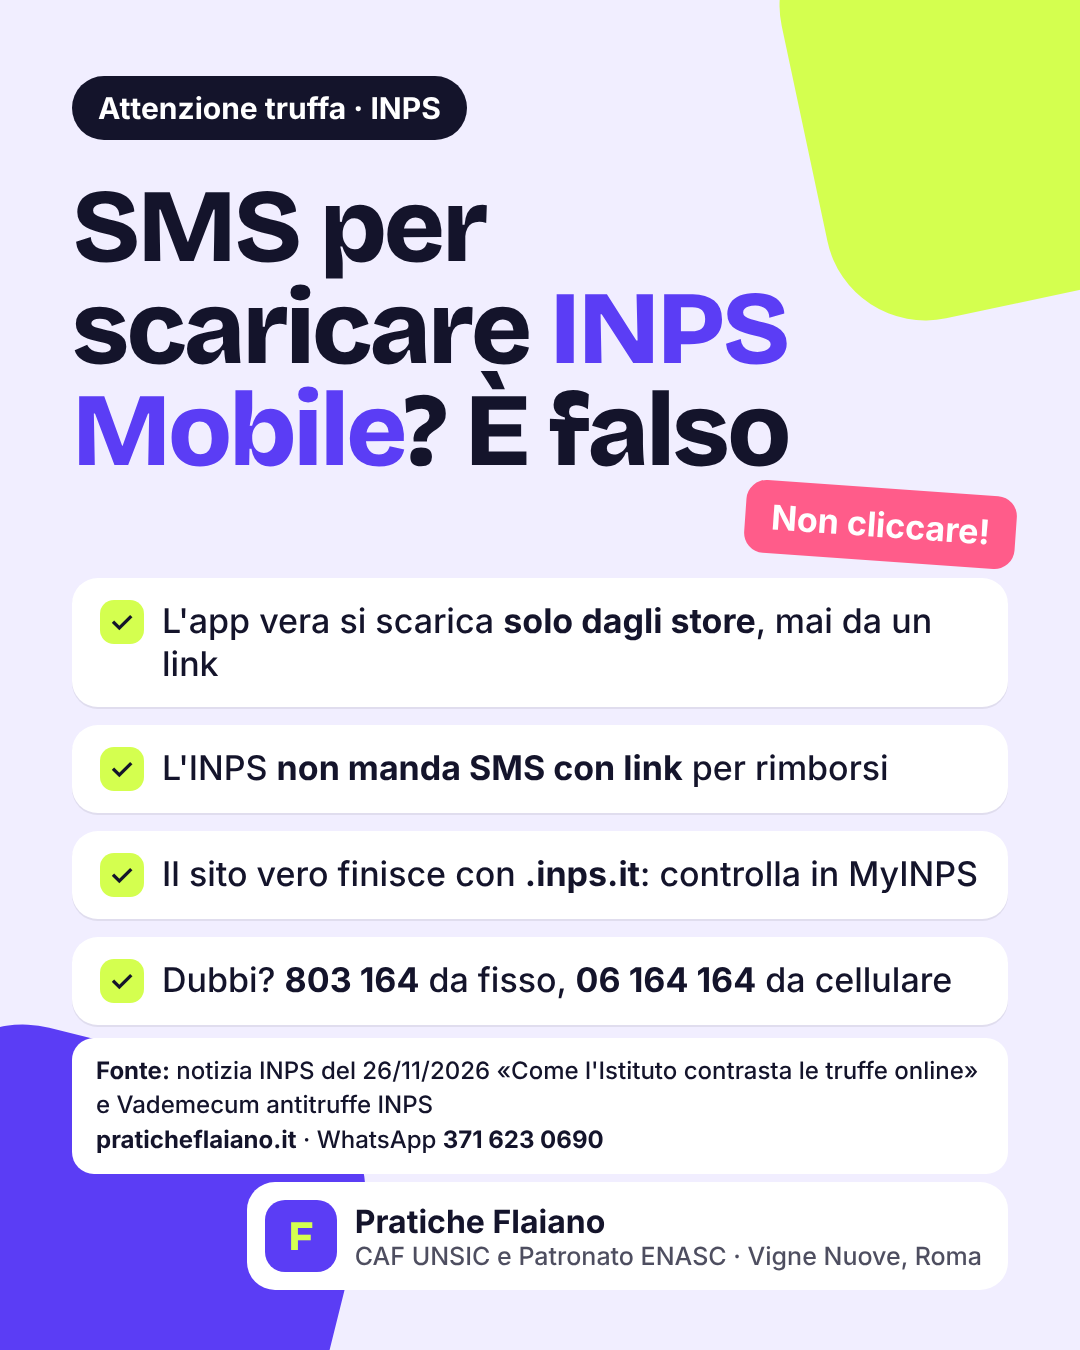 Attenzione truffa · INPS
SMS per
scaricare INPS
Mobile? È falso
Non cliccare!
L'app vera si scarica solo dagli store, mai da un
link
L'INPS non manda SMS con link per rimborsi
Il sito vero finisce con .inps.it: controlla in MyINPS
Dubbi? 803 164 da fisso, 06 164 164 da cellulare
Fonte: notizia INPS del 26/11/2026 «Come l'Istituto contrasta le truffe online»
e Vademecum antitruffe INPS
praticheflaiano.it · WhatsApp 371 623 0690
F
Pratiche Flaiano
CAF UNSIC e Patronato ENASC · Vigne Nuove, Roma